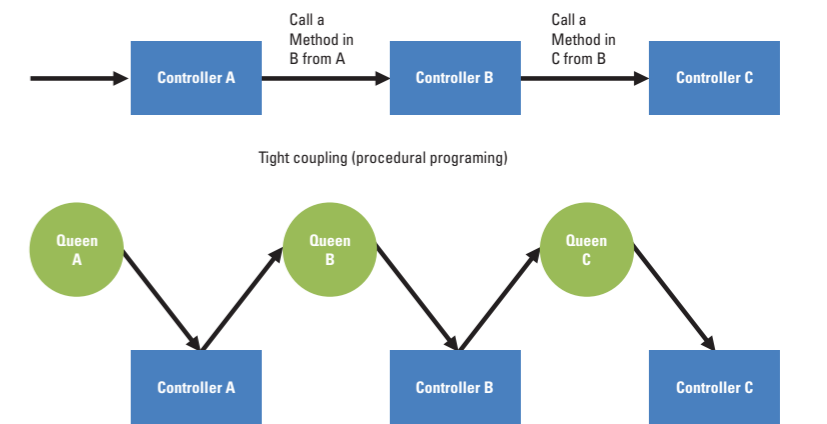 Call a
Method in
B from A
Call a
Method in
C from B
Controller A
Controller B
Controller C
Tight coupling (procedural programing)
Queen
A
Queen
B
Queen
C
Controller A
Controller B
Controller C